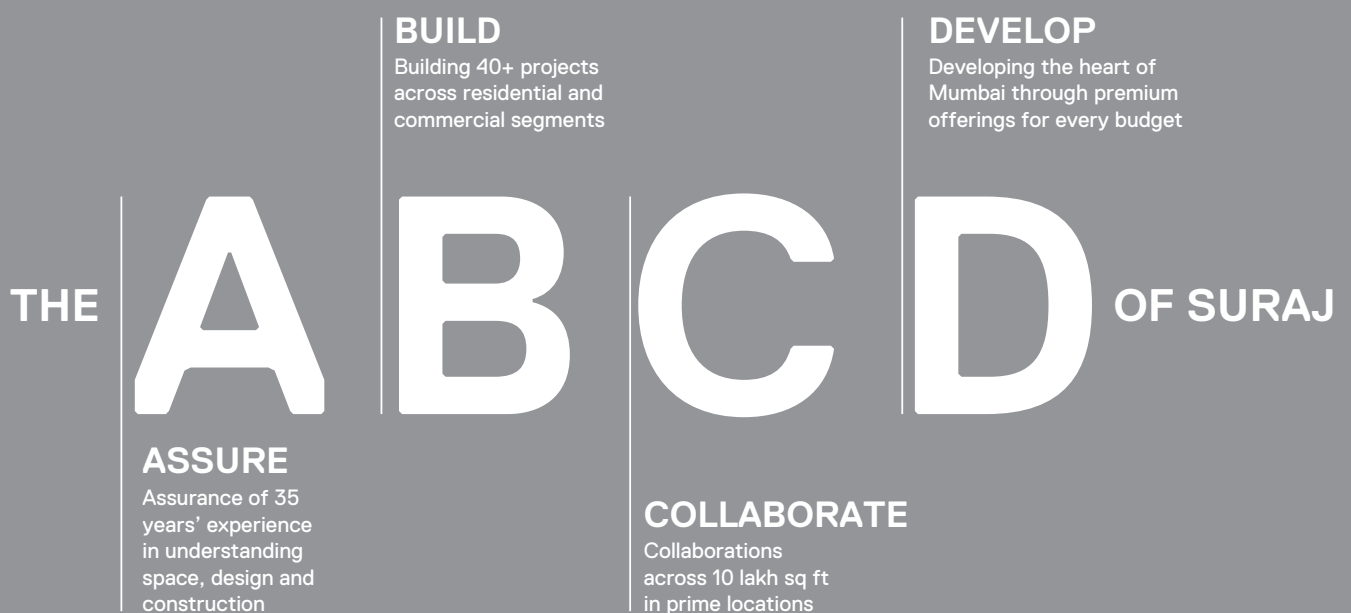 BUILD
Building 40+ projects
across residential and
commercial segments
DEVELOP
Developing the heart of
Mumbai through premium
offerings for every budget
THE ABCD OF SURAJ
ASSURE
Assurance of 35
years’ experience
in understanding
space, design and
construction
COLLABORATE
Collaborations
across 10 lakh sq ft
in prime locations